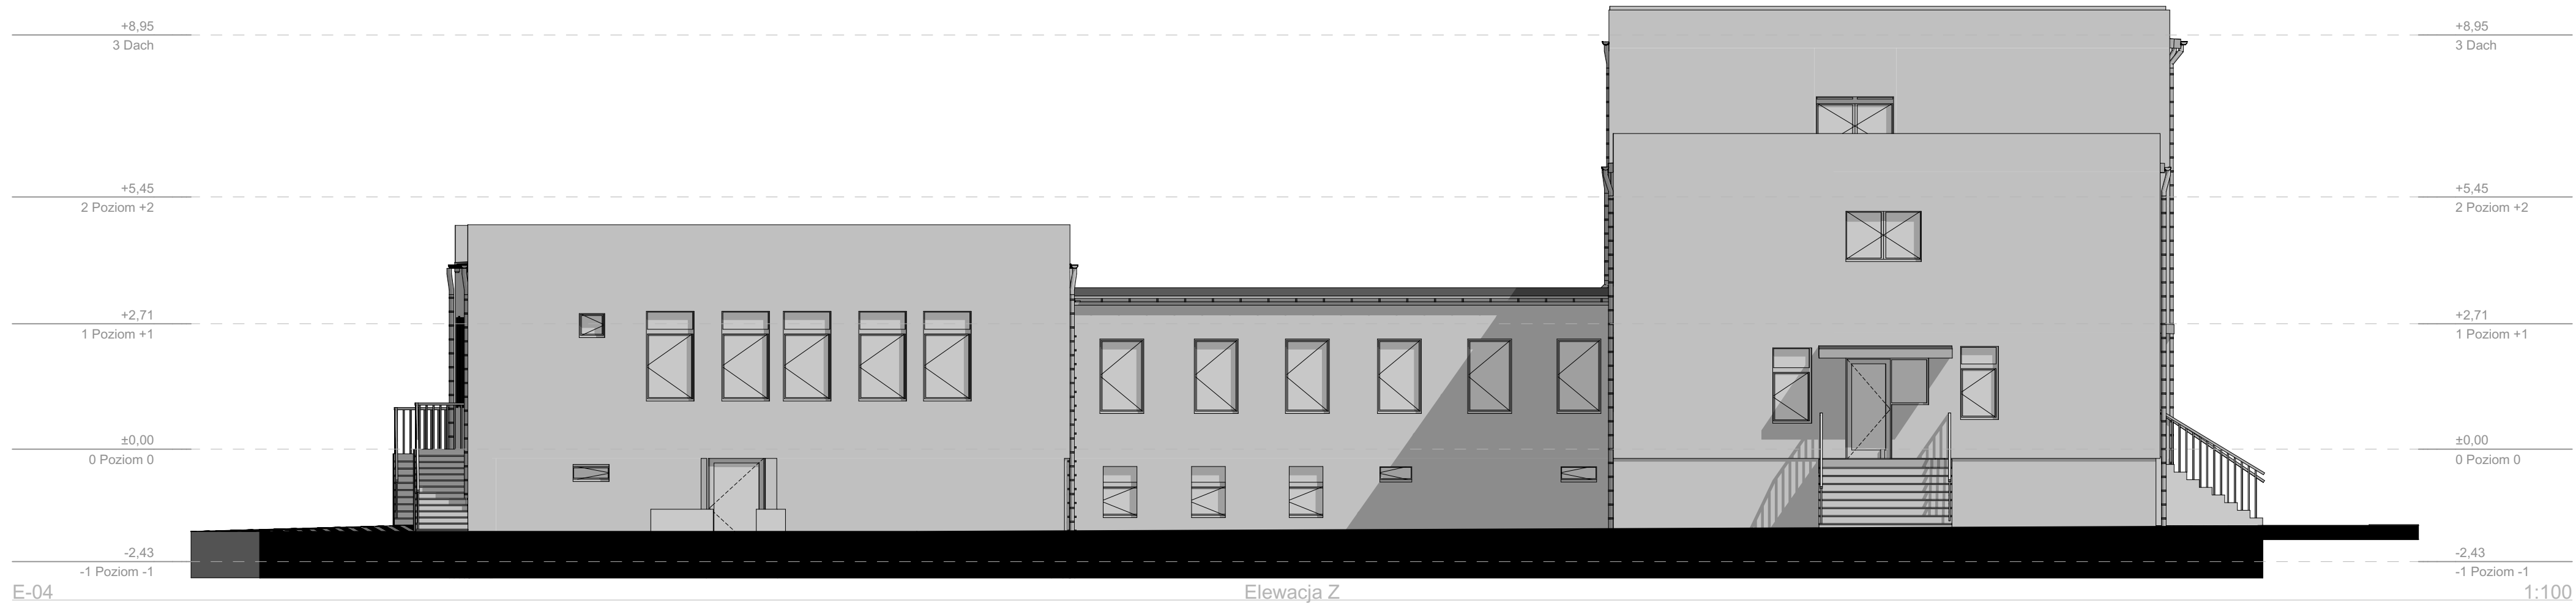 +8,95
3 Dach
+8,95
3 Dach
+5,45
2 Poziom +2
+5,45
2 Poziom +2
+2,71
1 Poziom +1
+2,71
1 Poziom +1
±0,00
0 Poziom 0
±0,00
0 Poziom 0
-2,43
-1 Poziom -1
-2,43
-1 Poziom -1
E-04
Elewacja Z
1:100